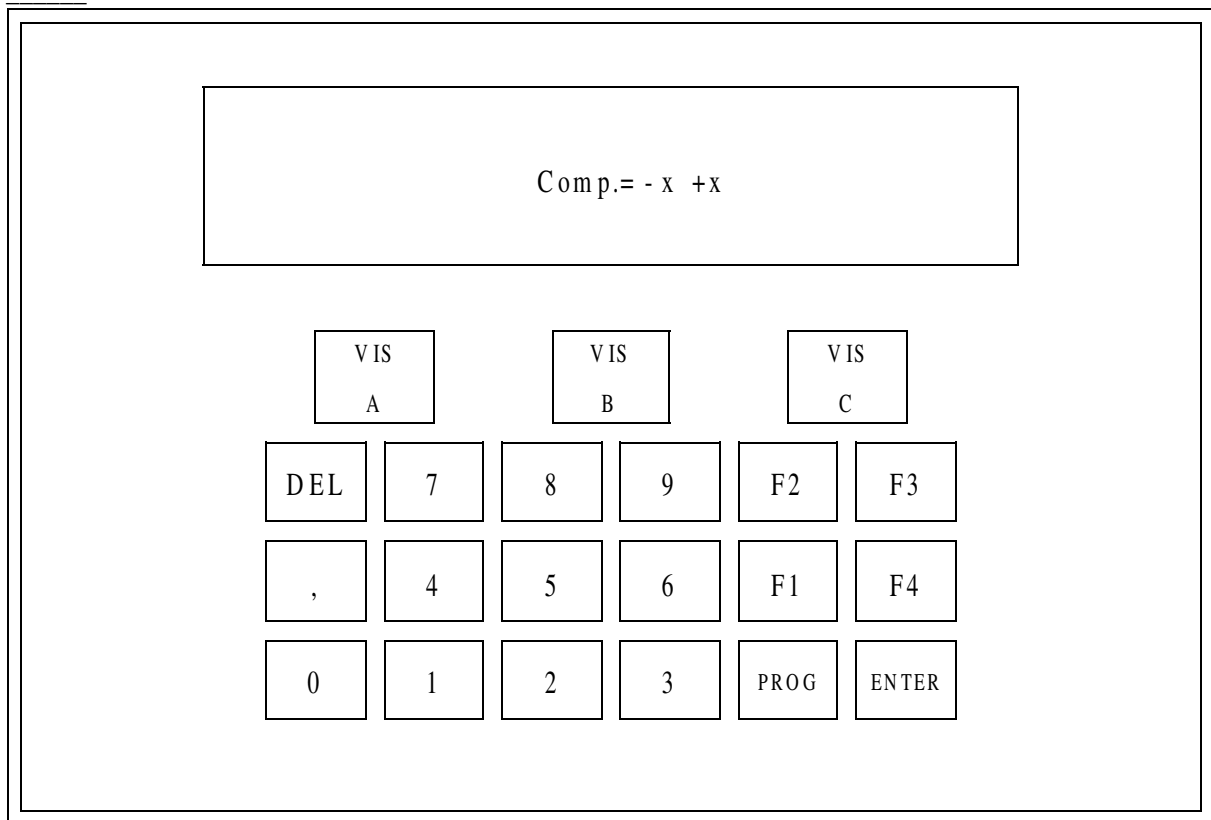 Comp.= - x +x
VIS VIS VIS
A B C
DEL 7 8 9 F2 F3
, 4 5 6 F1 F4
0 1 2 3 PROG ENTER